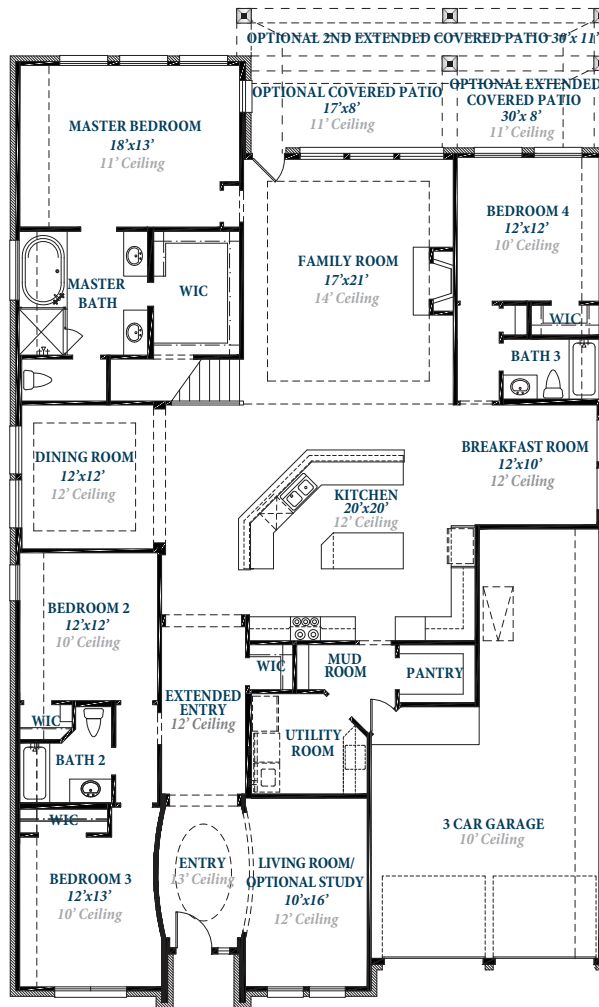 OPTIONAL 2ND EXTENDED COVERED PATIO 30'x 11'
OPTIONAL COVERED PATIO
17'x8'
11' Ceiling
OPTIONAL EXTENDED
COVERED PATIO
30'x 8'
11' Ceiling
MASTER BEDROOM
18'x13'
11' Ceiling
BEDROOM 4
12'x12'
10' Ceiling
FAMILY ROOM
17'x21'
14' Ceiling
MASTER
BATH
WIC
WIC
BATH 3
DINING ROOM
12'x12'
12' Ceiling
BREAKFAST ROOM
12'x10'
12' Ceiling
KITCHEN
20'x20'
12' Ceiling
BEDROOM 2
12'x12'
10' Ceiling
WIC
MUD
ROOM
PANTRY
EXTENDED
ENTRY
12' Ceiling
WIC
UTILITY
ROOM
BATH 2
WIC
3 CAR GARAGE
10' Ceiling
ENTRY
13' Ceiling
LIVING ROOM/
OPTIONAL STUDY
10'x16'
12' Ceiling
BEDROOM 3
12'x13'
10' Ceiling